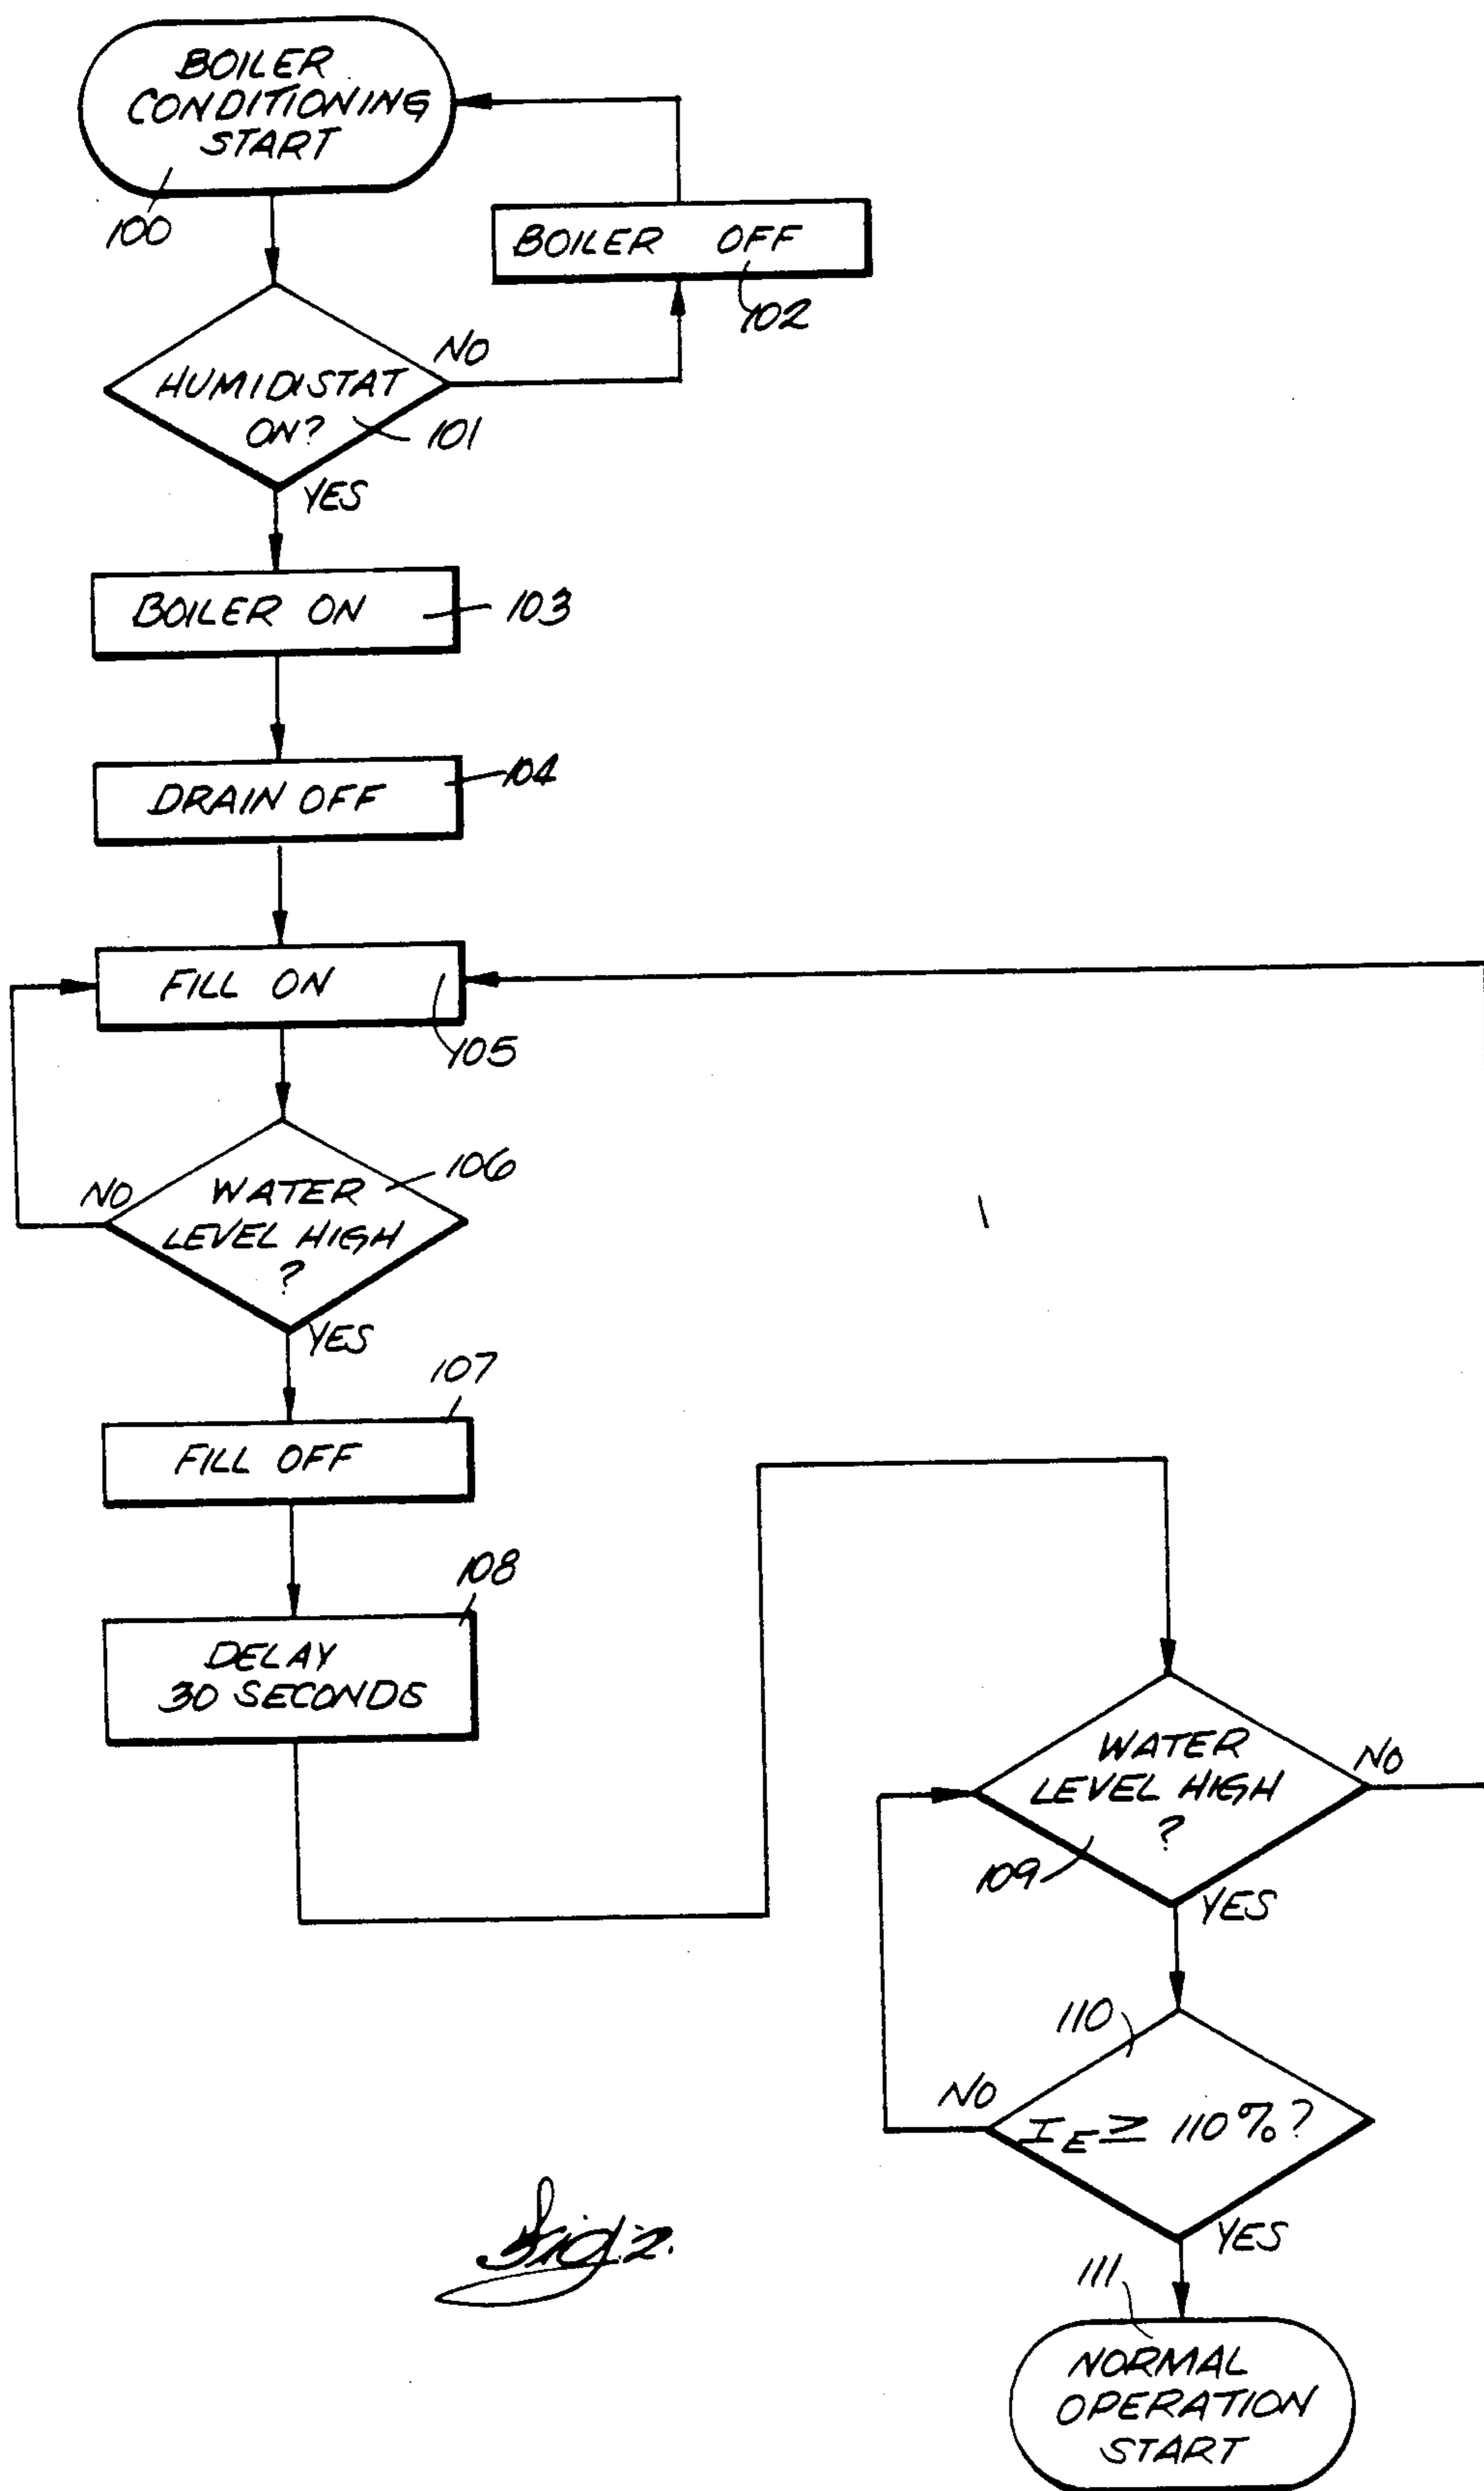 BOILER
CONDITIONING
START
100
BOILER OFF
102
HUMIDISTAT
ON?
101
NO
YES
BOILER ON
103
DRAIN OFF
104
FILL ON
105
WATER
LEVEL HIGH
?
106
NO
YES
107
FILL OFF
108
DELAY
30 SECONDS
WATER
LEVEL HIGH
?
109
NO
YES
110
NO
IE ≥ 110%?
YES
111
NORMAL
OPERATION
START
Fig. 2.